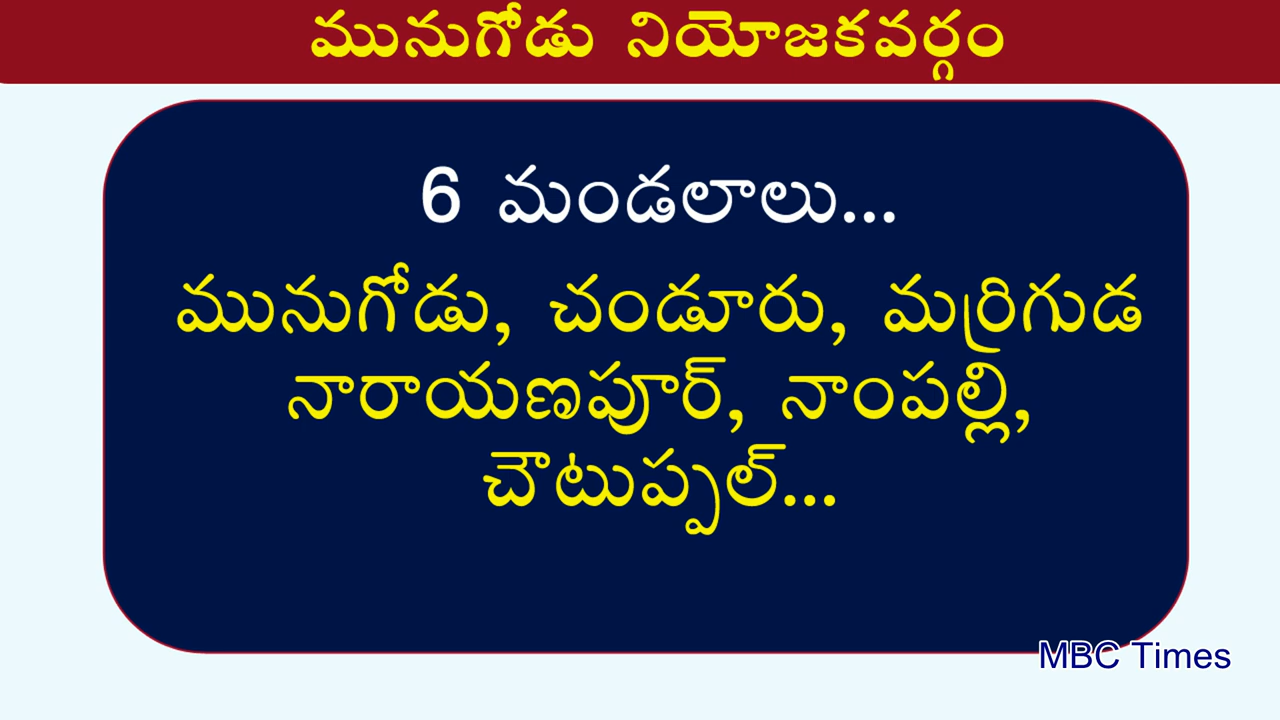 మునుగోడు నియోజకవర్గం
6 మండలాలు...
మునుగోడు, చండూరు, మర్రిగుడ
నారాయణపూర్, నాంపల్లి,
చౌటుప్పల్...
MBC Times